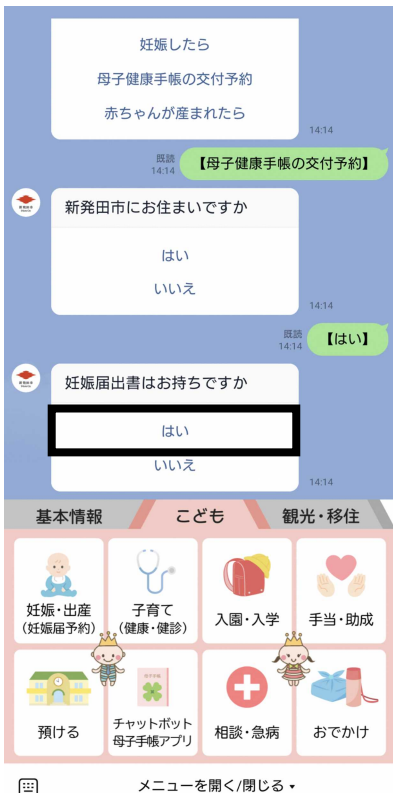 妊娠したら
母子健康手帳の交付予約
赤ちゃんが産まれたら
14:14
既読
14:14
【母子健康手帳の交付予約】
新発田市にお住まいですか
はい
いいえ
14:14
既読
14:14
【はい】
妊娠届出書はお持ちですか
はい
いいえ
14:14
基本情報
こども
観光・移住
妊娠・出産
(妊娠届予約)
子育て
(健康・健診)
入園・入学
手当・助成
預ける
チャットボット
母子手帳アプリ
相談・急病
おでかけ
メニューを開く/閉じる▼